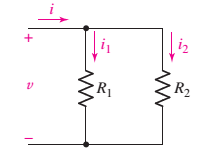 i
+
i₁
i₂
v
R₁
R₂
−